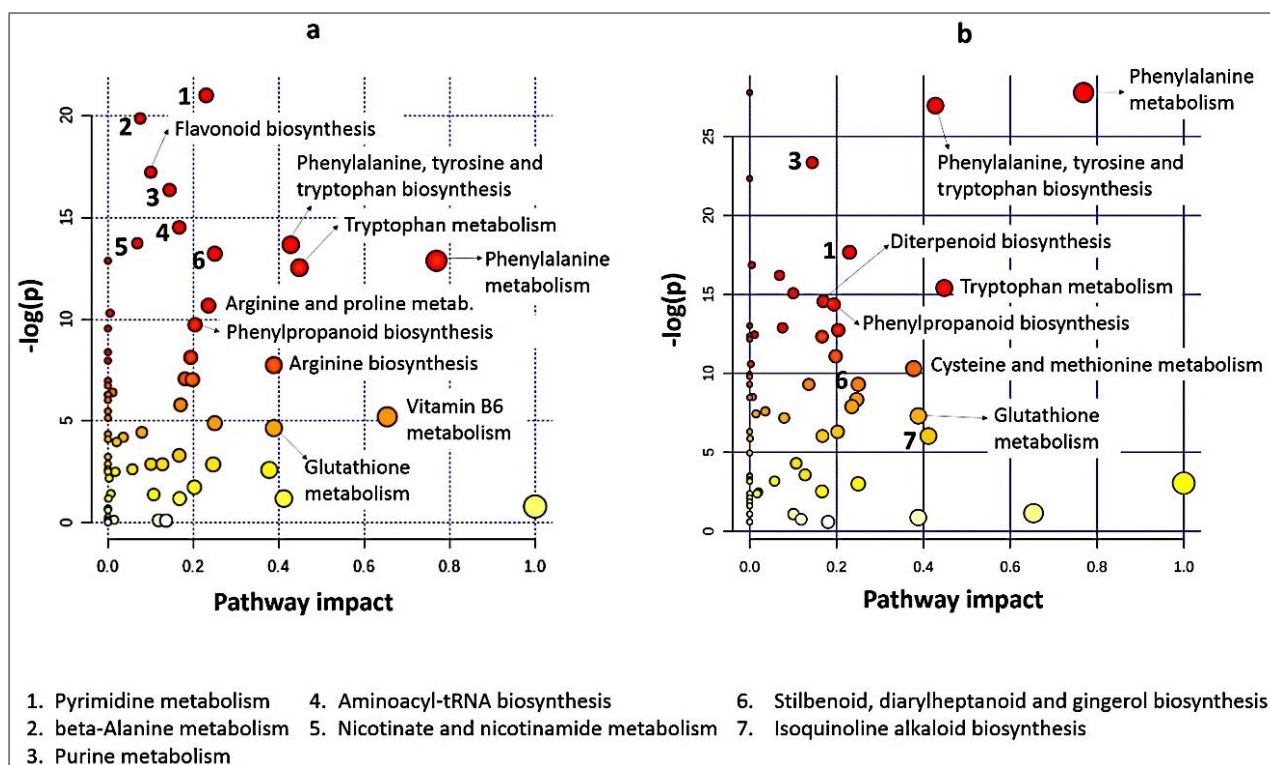 a
20
15
10
5
0
0.0 0.2 0.4 0.6 0.8 1.0
-log(p)
Pathway impact
1
2
Flavonoid biosynthesis
3
Phenylalanine, tyrosine and
tryptophan biosynthesis
4
5
6
Tryptophan metabolism
Phenylalanine
metabolism
Arginine and proline metab.
Phenylpropanoid biosynthesis
Arginine biosynthesis
Vitamin B6
metabolism
Glutathione
metabolism
b
25
20
15
10
5
0
0.0 0.2 0.4 0.6 0.8 1.0
-log(p)
Pathway impact
Phenylalanine
metabolism
3
Phenylalanine, tyrosine and
tryptophan biosynthesis
1
Diterpenoid biosynthesis
Tryptophan metabolism
Phenylpropanoid biosynthesis
Cysteine and methionine metabolism
6
Glutathione
metabolism
7
1. Pyrimidine metabolism
2. beta-Alanine metabolism
3. Purine metabolism
4. Aminoacyl-tRNA biosynthesis
5. Nicotinate and nicotinamide metabolism
6. Stilbenoid, diarylheptanoid and gingerol biosynthesis
7. Isoquinoline alkaloid biosynthesis